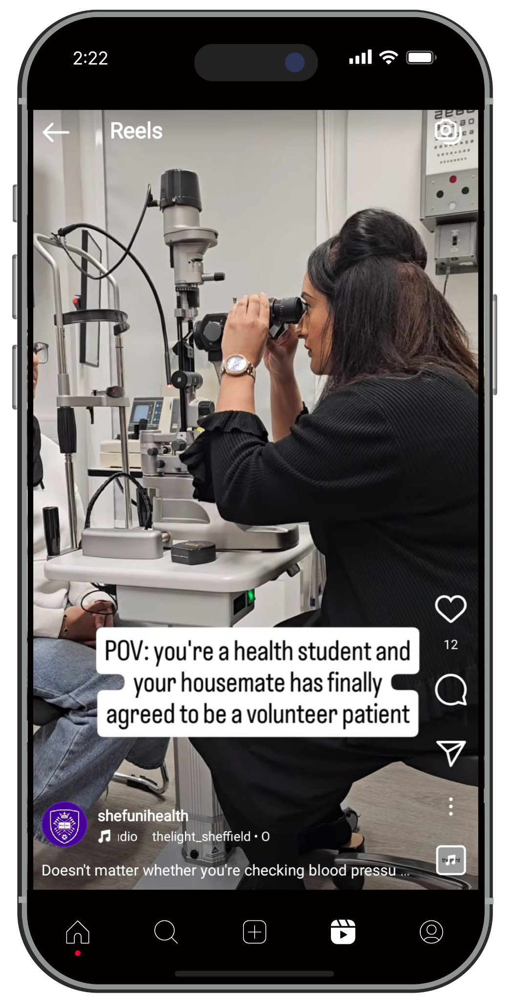 2:22
Reels
POV: you're a health student and
your housemate has finally
agreed to be a volunteer patient
12
shefunihealth
dio thelight_sheffield • O
Doesn't matter whether you're checking blood pressu ...